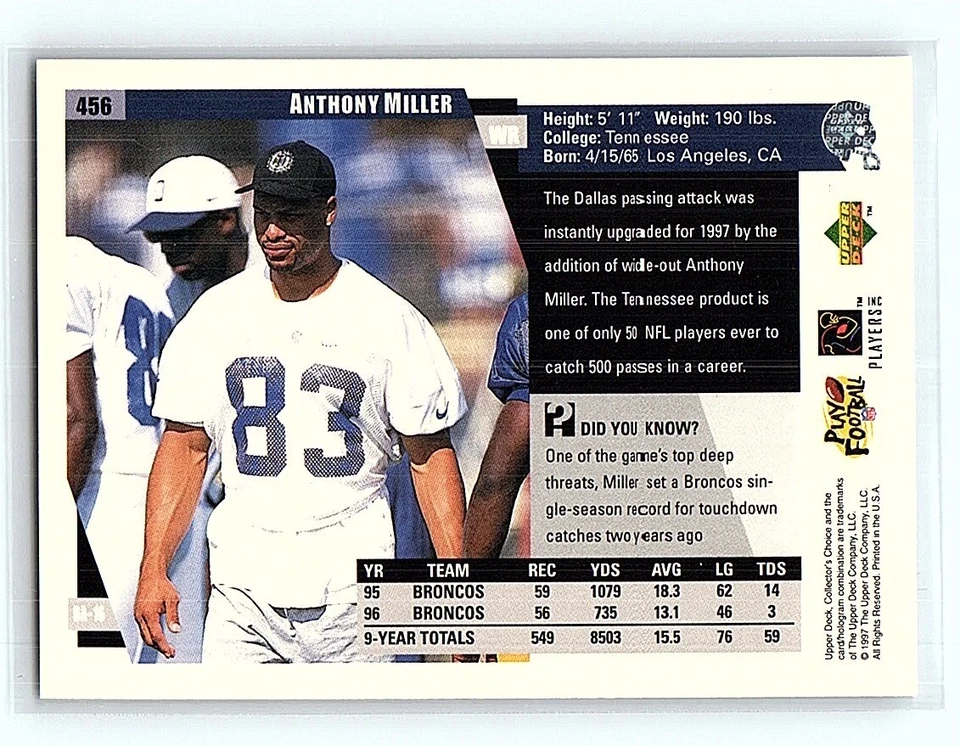 456
ANTHONY MILLER
WR
Height: 5' 11" Weight: 190 lbs.
College: Tennessee
Born: 4/15/65 Los Angeles, CA
The Dallas passing attack was
instantly upgraded for 1997 by the
addition of wide-out Anthony
Miller. The Tennessee product is
one of only 50 NFL players ever to
catch 500 passes in a career.
? DID YOU KNOW?
One of the game's top deep
threats, Miller set a Broncos sin-
gle-season record for touchdown
catches two years ago
83
8
YR TEAM REC YDS AVG LG TDS
95 BRONCOS 59 1079 18.3 62 14
96 BRONCOS 56 735 13.1 46 3
9-YEAR TOTALS 549 8503 15.5 76 59
UPPER DECK™
PLAYERS INC™
PLAY FOOTBALL
NFL
Upper Deck, Collector's Choice and the
card/hologram combination are trademarks
of The Upper Deck Company, LLC.
© 1997 The Upper Deck Company, LLC.
All Rights Reserved. Printed in the U.S.A.